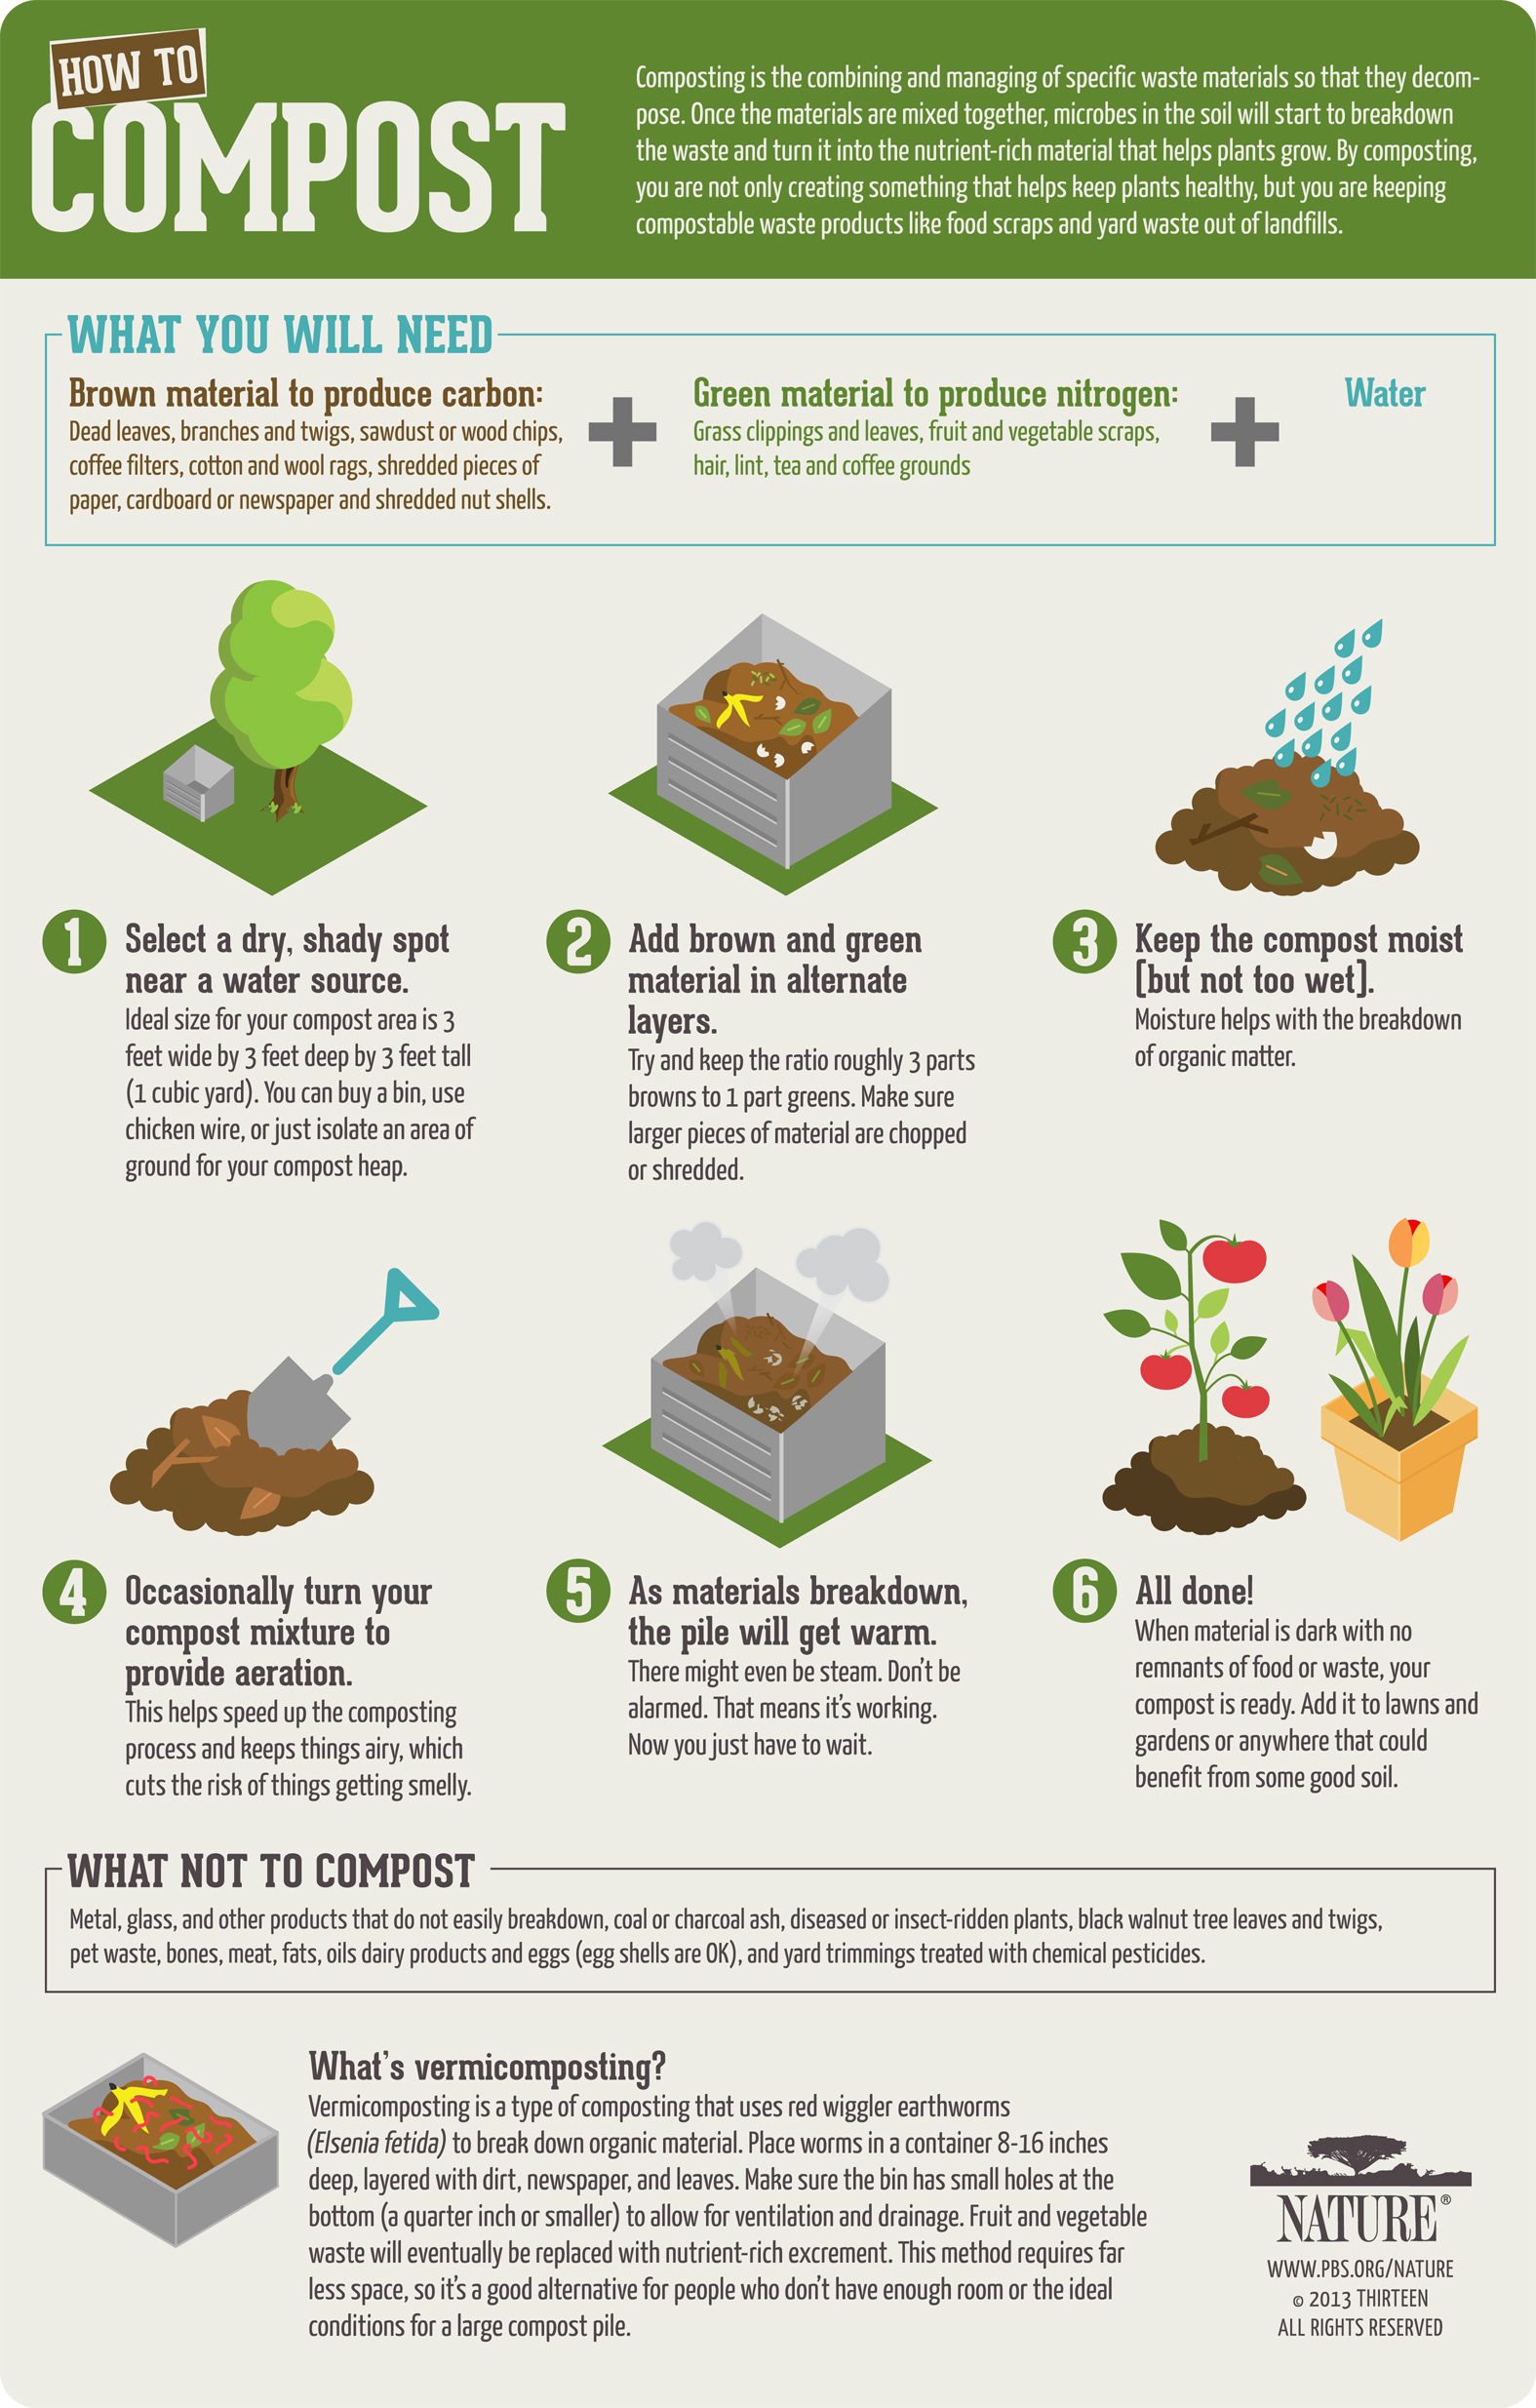 HOW TO
COMPOST
Composting is the combining and managing of specific waste materials so that they decom-
pose. Once the materials are mixed together, microbes in the soil will start to breakdown
the waste and turn it into the nutrient-rich material that helps plants grow. By composting,
you are not only creating something that helps keep plants healthy, but you are keeping
compostable waste products like food scraps and yard waste out of landfills.
WHAT YOU WILL NEED
Brown material to produce carbon:
Dead leaves, branches and twigs, sawdust or wood chips,
coffee filters, cotton and wool rags, shredded pieces of
paper, cardboard or newspaper and shredded nut shells.
+
Green material to produce nitrogen:
Grass clippings and leaves, fruit and vegetable scraps,
hair, lint, tea and coffee grounds
+
Water
1
Select a dry, shady spot
near a water source.
Ideal size for your compost area is 3
feet wide by 3 feet deep by 3 feet tall
(1 cubic yard). You can buy a bin, use
chicken wire, or just isolate an area of
ground for your compost heap.
2
Add brown and green
material in alternate
layers.
Try and keep the ratio roughly 3 parts
browns to 1 part greens. Make sure
larger pieces of material are chopped
or shredded.
3
Keep the compost moist
(but not too wet).
Moisture helps with the breakdown
of organic matter.
4
Occasionally turn your
compost mixture to
provide aeration.
This helps speed up the composting
process and keeps things airy, which
cuts the risk of things getting smelly.
5
As materials breakdown,
the pile will get warm.
There might even be steam. Don't be
alarmed. That means it's working.
Now you just have to wait.
6
All done!
When material is dark with no
remnants of food or waste, your
compost is ready. Add it to lawns and
gardens or anywhere that could
benefit from some good soil.
WHAT NOT TO COMPOST
Metal, glass, and other products that do not easily breakdown, coal or charcoal ash, diseased or insect-ridden plants, black walnut tree leaves and twigs,
pet waste, bones, meat, fats, oils dairy products and eggs (egg shells are OK), and yard trimmings treated with chemical pesticides.
What's vermicomposting?
Vermicomposting is a type of composting that uses red wiggler earthworms
(Elsenia fetida) to break down organic material. Place worms in a container 8-16 inches
deep, layered with dirt, newspaper, and leaves. Make sure the bin has small holes at the
bottom (a quarter inch or smaller) to allow for ventilation and drainage. Fruit and vegetable
waste will eventually be replaced with nutrient-rich excrement. This method requires far
less space, so it's a good alternative for people who don't have enough room or the ideal
conditions for a large compost pile.
NATURE®
WWW.PBS.ORG/NATURE
© 2013 THIRTEEN
ALL RIGHTS RESERVED